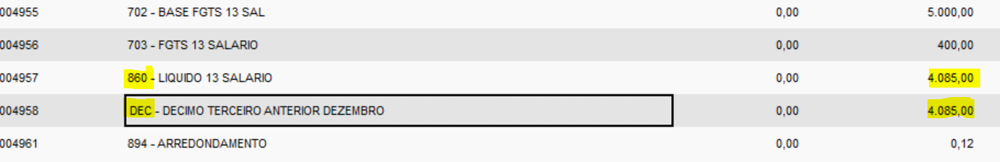 004955 702 - BASE FGTS 13 SAL 0,00 5.000,00
004956 703 - FGTS 13 SALARIO 0,00 400,00
004957 860 - LIQUIDO 13 SALARIO 0,00 4.085,00
004958 DEC - DECIMO TERCEIRO ANTERIOR DEZEMBRO 0,00 4.085,00
004961 894 - ARREDONDAMENTO 0,00 0,12